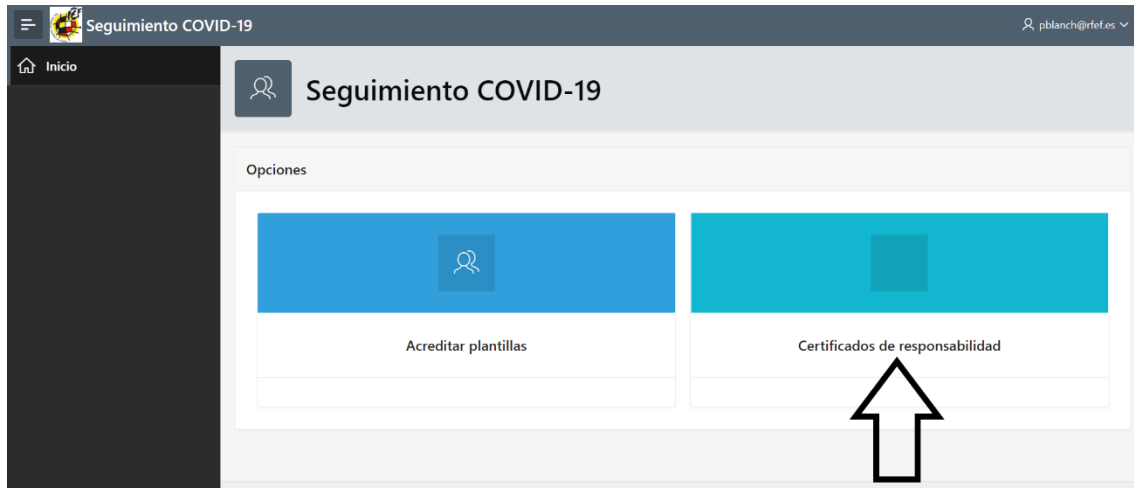 Seguimiento COVID-19
pblanch@rfef.es
Inicio
Seguimiento COVID-19
Opciones
Acreditar plantillas
Certificados de responsabilidad